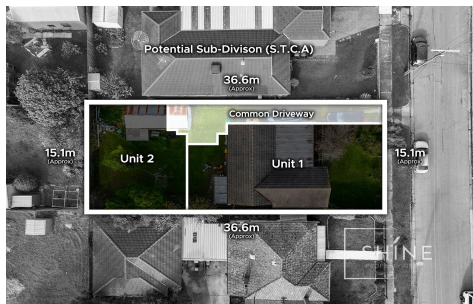 Potential Sub-Divison (S.T.C.A)
36.6m
(Approx)
Common Driveway
15.1m
(Approx)
Unit 2
Unit 1
15.1m
(Approx)
36.6m
(Approx)
SHINE